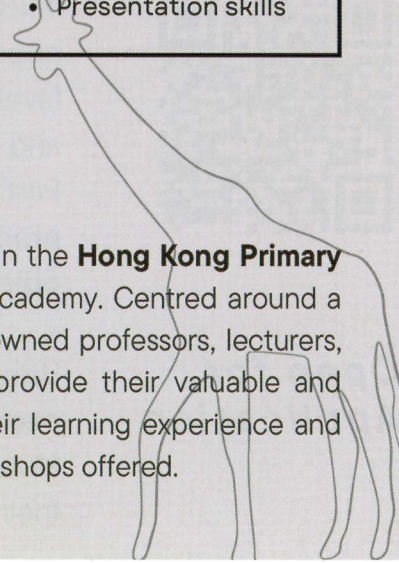 • Presentation skills
n the Hong Kong Primary
cademy. Centred around a
wned professors, lecturers,
provide their valuable and
eir learning experience and
shops offered.